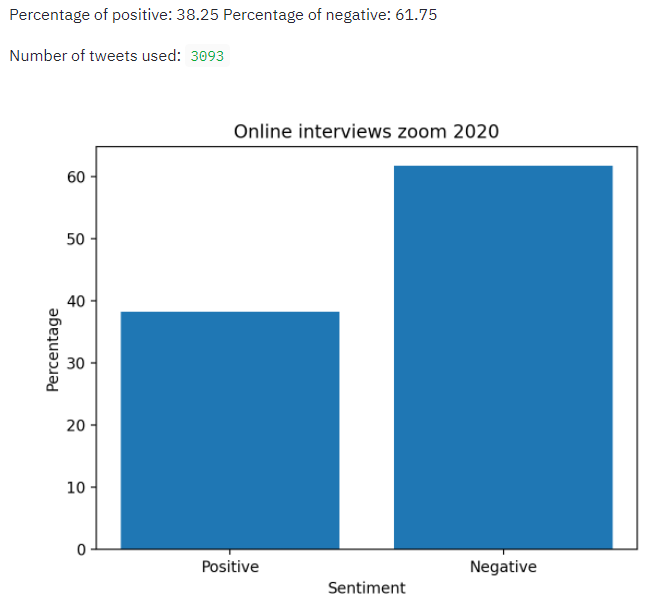 Percentage of positive: 38.25 Percentage of negative: 61.75
Number of tweets used: 3093
Online interviews zoom 2020
60
50
40
30
20
10
0
Percentage
Positive Negative
Sentiment